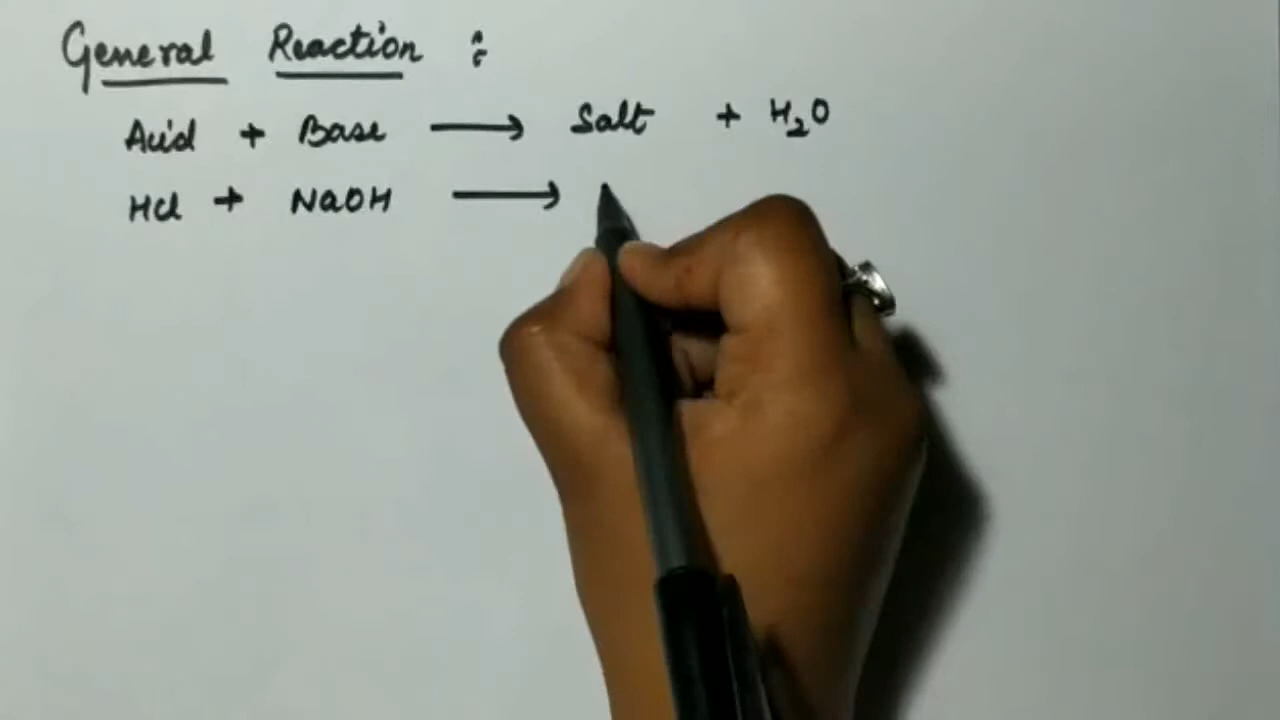 General Reaction :
Acid + Base ⟶ Salt + H₂O
HCl + NaOH ⟶